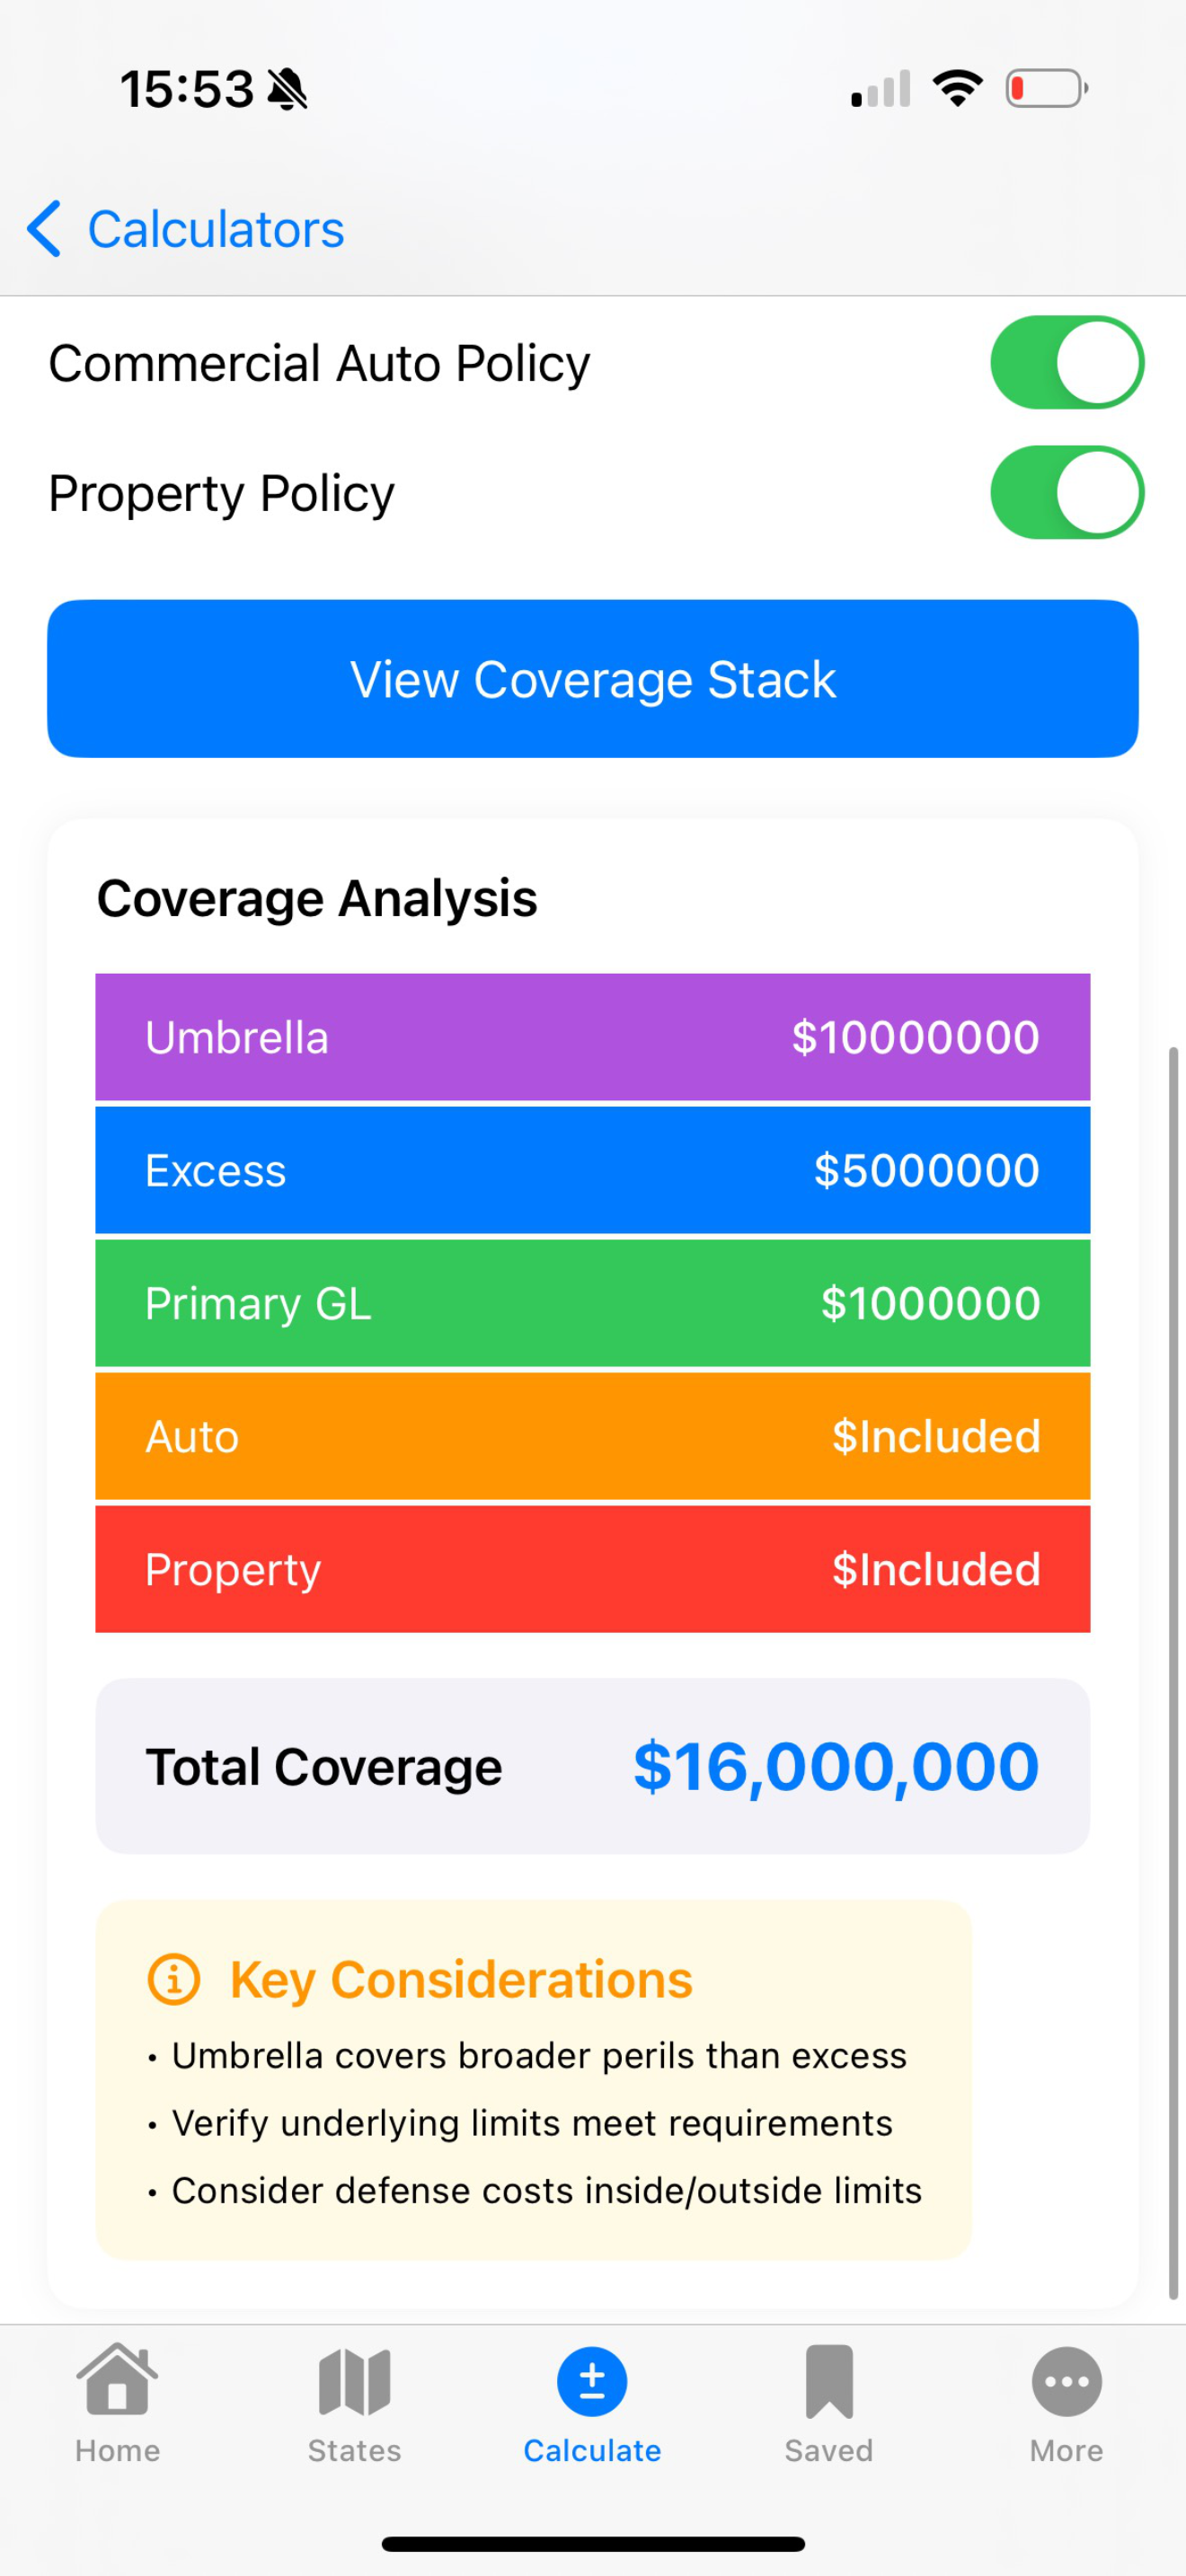 15:53
Calculators
Commercial Auto Policy
Property Policy
View Coverage Stack
Coverage Analysis
Umbrella $10000000
Excess $5000000
Primary GL $1000000
Auto $Included
Property $Included
Total Coverage $16,000,000
Key Considerations
• Umbrella covers broader perils than excess
• Verify underlying limits meet requirements
• Consider defense costs inside/outside limits
Home States Calculate Saved More